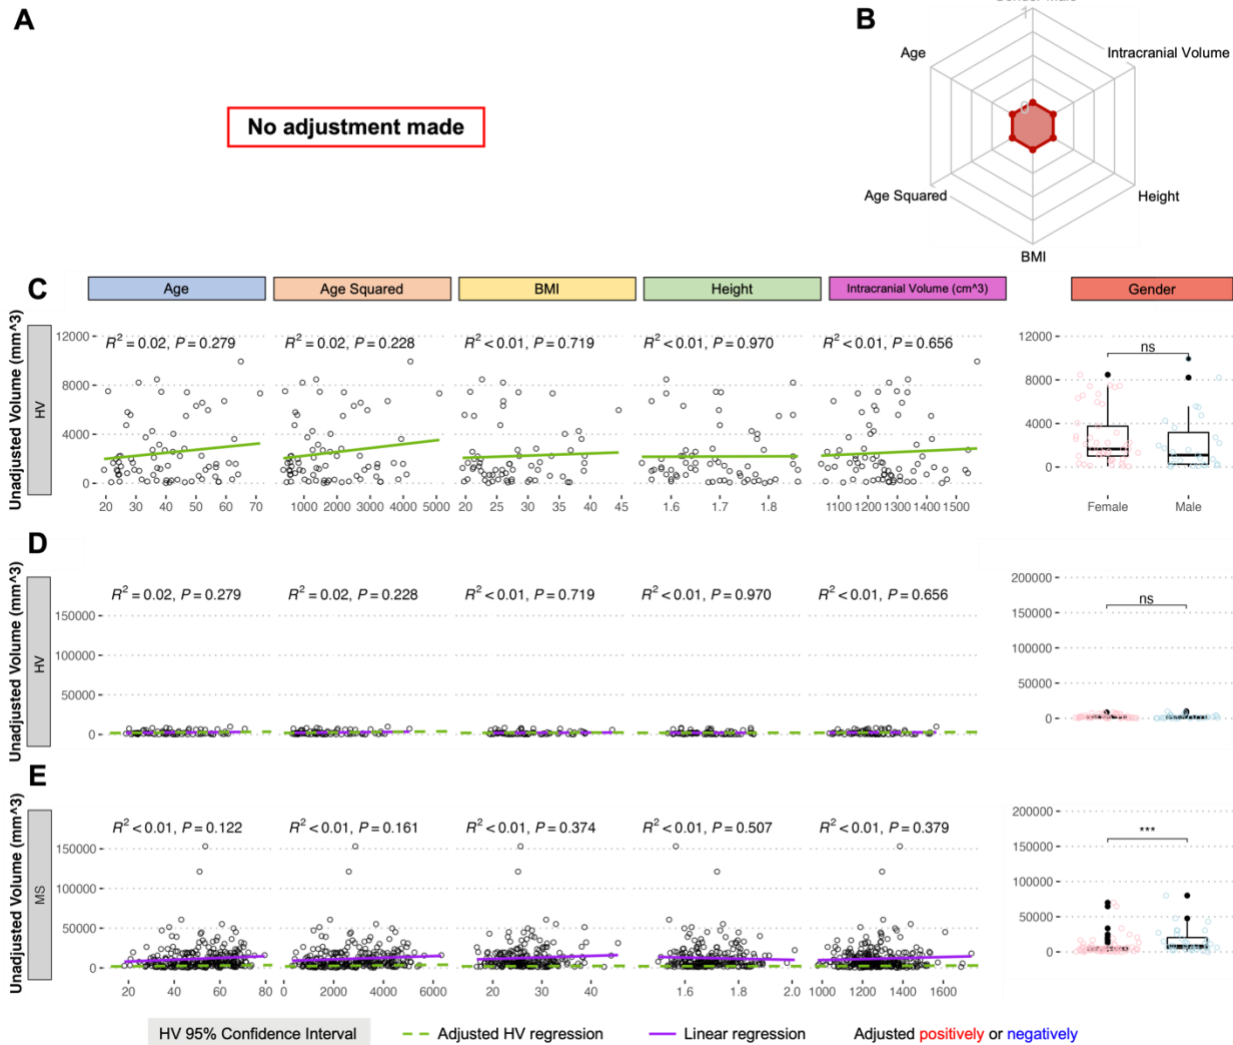 A
B
Gender Male
1
Age
Intracranial Volume
0
No adjustment made
Age Squared
Height
BMI
C
Age
Age Squared
BMI
Height
Intracranial Volume (cm^3)
Gender
Unadjusted Volume (mm^3)
HV
12000
8000
4000
0
R² = 0.02, P = 0.279
R² = 0.02, P = 0.228
R² < 0.01, P = 0.719
R² < 0.01, P = 0.970
R² < 0.01, P = 0.656
20 30 40 50 60 70
1000 2000 3000 4000 5000
20 25 30 35 40 45
1.6 1.7 1.8
1100 1200 1300 1400 1500
12000
8000
4000
0
ns
Female Male
D
Unadjusted Volume (mm^3)
HV
150000
100000
50000
0
R² = 0.02, P = 0.279
R² = 0.02, P = 0.228
R² < 0.01, P = 0.719
R² < 0.01, P = 0.970
R² < 0.01, P = 0.656
200000
150000
100000
50000
0
ns
E
Unadjusted Volume (mm^3)
MS
150000
100000
50000
0
R² < 0.01, P = 0.122
R² < 0.01, P = 0.161
R² < 0.01, P = 0.374
R² < 0.01, P = 0.507
R² < 0.01, P = 0.379
20 40 60 80
0 2000 4000 6000
20 30 40
1.6 1.8 2.0
1000 1200 1400 1600
200000
150000
100000
50000
0
***
HV 95% Confidence Interval
Adjusted HV regression
Linear regression
Adjusted positively or negatively